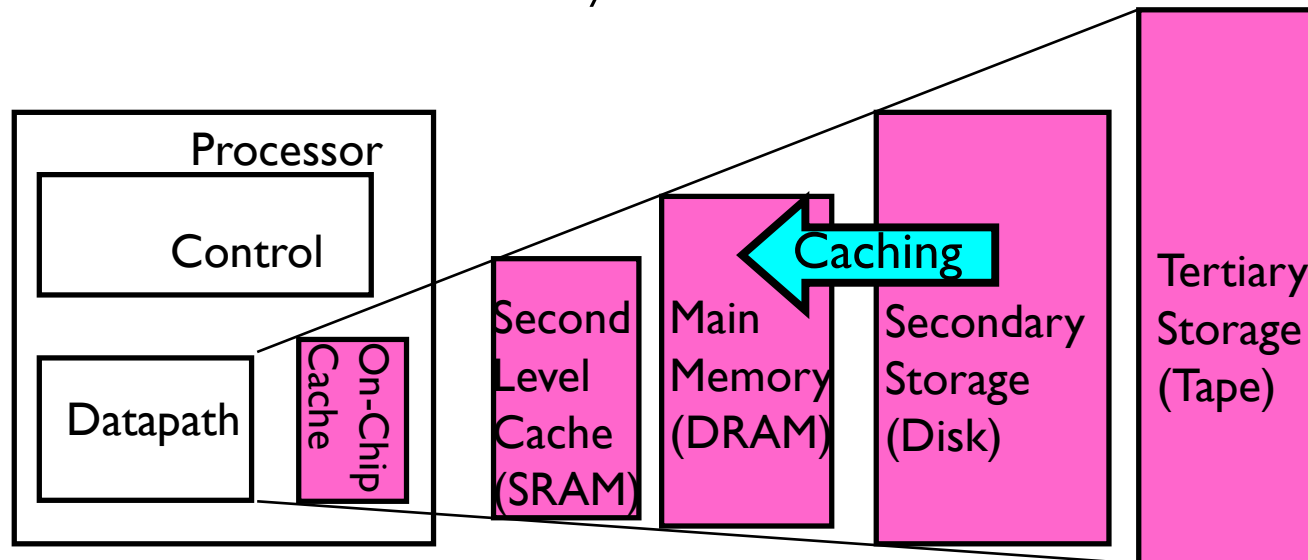 Processor
Control
Datapath
On-Chip
Cache
Second
Level
Cache
(SRAM)
Main
Memory
(DRAM)
Caching
Secondary
Storage
(Disk)
Tertiary
Storage
(Tape)